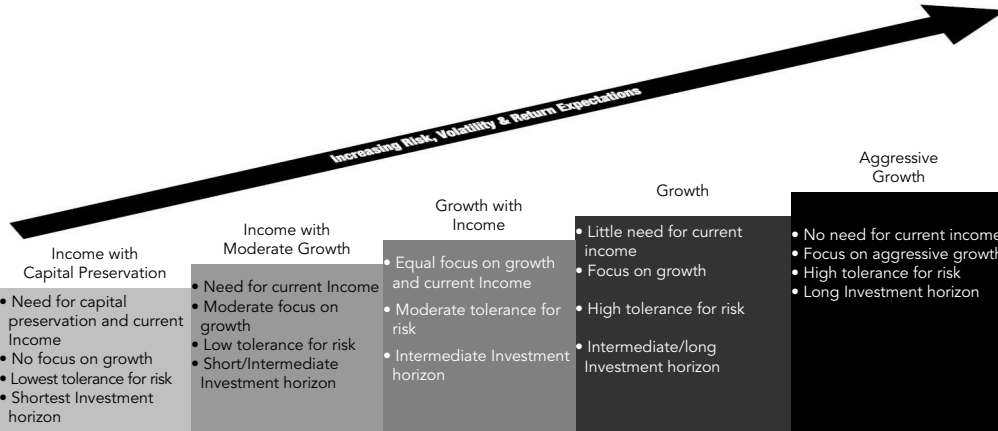 Increasing Risk, Volatility & Return Expectations
Income with
Capital Preservation
• Need for capital
preservation and current
Income
• No focus on growth
• Lowest tolerance for risk
• Shortest Investment
horizon
Income with
Moderate Growth
• Need for current Income
• Moderate focus on
growth
• Low tolerance for risk
• Short/Intermediate
Investment horizon
Growth with
Income
• Equal focus on growth
and current Income
• Moderate tolerance for
risk
• Intermediate Investment
horizon
Growth
• Little need for current
income
• Focus on growth
• High tolerance for risk
• Intermediate/long
Investment horizon
Aggressive
Growth
• No need for current income
• Focus on aggressive growth
• High tolerance for risk
• Long Investment horizon